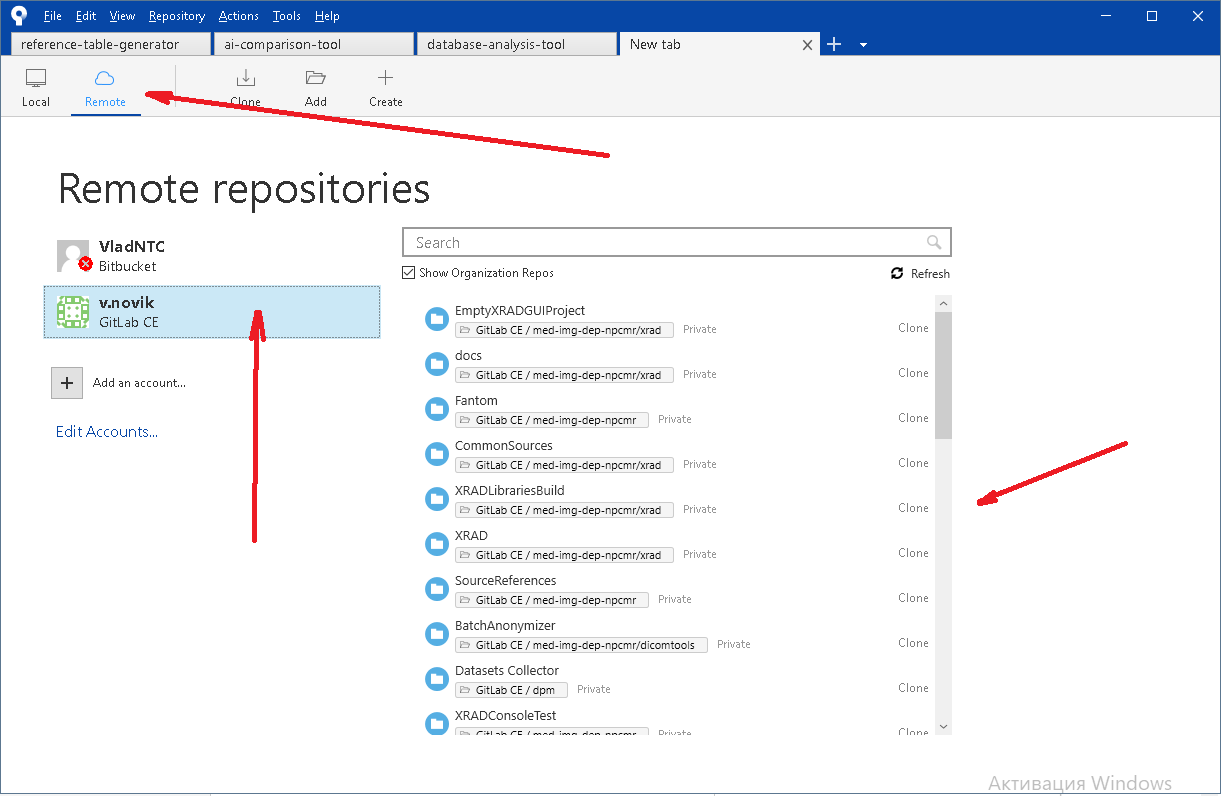 File Edit View Repository Actions Tools Help
reference-table-generator ai-comparison-tool database-analysis-tool New tab
Local Remote Clone Add Create
Remote repositories
VladNTC
Bitbucket
v.novik
GitLab CE
Add an account...
Edit Accounts...
Search
Show Organization Repos Refresh
EmptyXRADGUIProject
GitLab CE / med-img-dep-npcmr/xrad Private Clone
docs
GitLab CE / med-img-dep-npcmr/xrad Private Clone
Fantom
GitLab CE / med-img-dep-npcmr Private Clone
CommonSources
GitLab CE / med-img-dep-npcmr/xrad Private Clone
XRADLibrariesBuild
GitLab CE / med-img-dep-npcmr/xrad Private Clone
XRAD
GitLab CE / med-img-dep-npcmr/xrad Private Clone
SourceReferences
GitLab CE / med-img-dep-npcmr Private Clone
BatchAnonymizer
GitLab CE / med-img-dep-npcmr/dicomtools Private Clone
Datasets Collector
GitLab CE / dpm Private Clone
XRADConsoleTest
GitLab CE / med-img-dep-npcmr Private Clone
Активация Windows